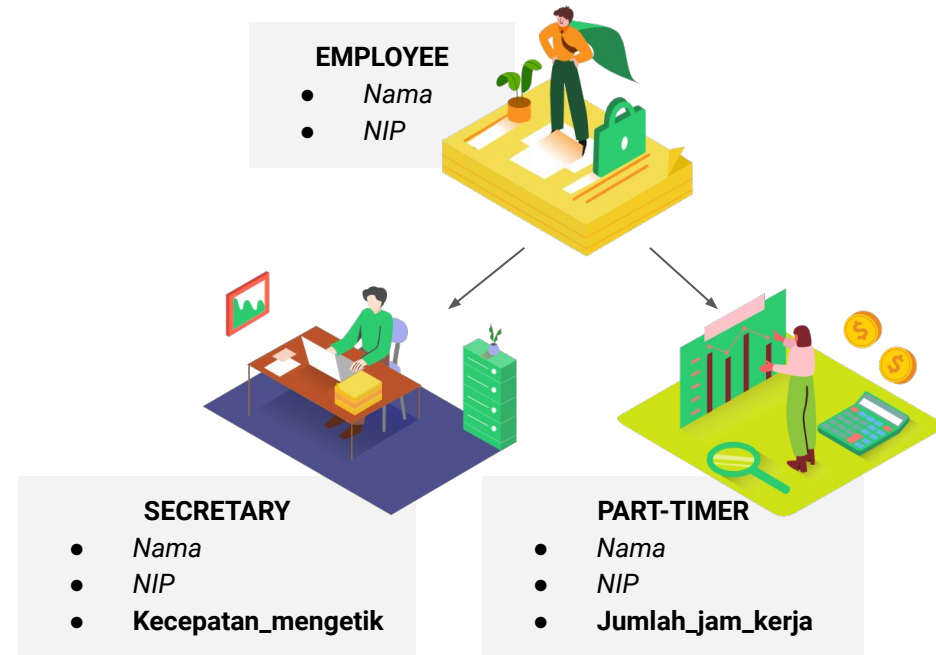 EMPLOYEE
● Nama
● NIP
$
$
SECRETARY
● Nama
● NIP
● Kecepatan_mengetik
PART-TIMER
● Nama
● NIP
● Jumlah_jam_kerja